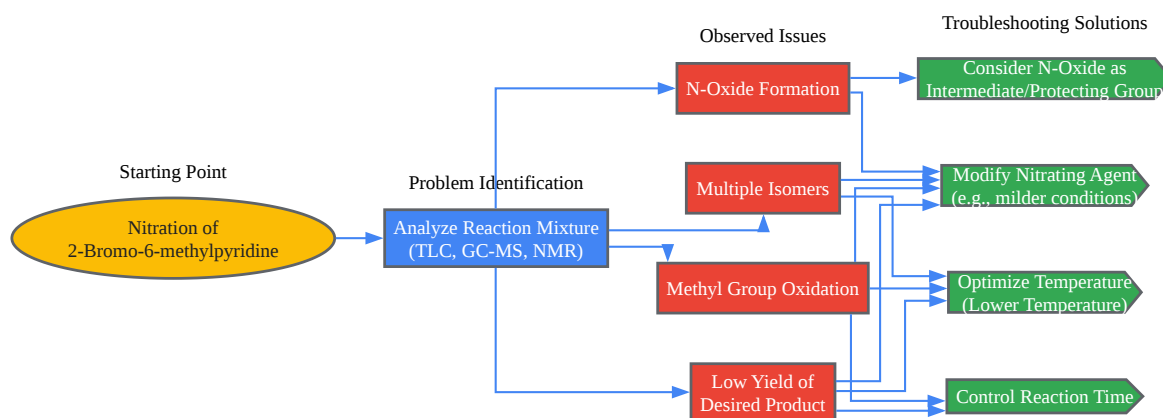 Starting Point
Nitration of
2-Bromo-6-methylpyridine
Problem Identification
Analyze Reaction Mixture
(TLC, GC-MS, NMR)
Observed Issues
N-Oxide Formation
Multiple Isomers
Methyl Group Oxidation
Low Yield of
Desired Product
Troubleshooting Solutions
Consider N-Oxide as
Intermediate/Protecting Group
Modify Nitrating Agent
(e.g., milder conditions)
Optimize Temperature
(Lower Temperature)
Control Reaction Time